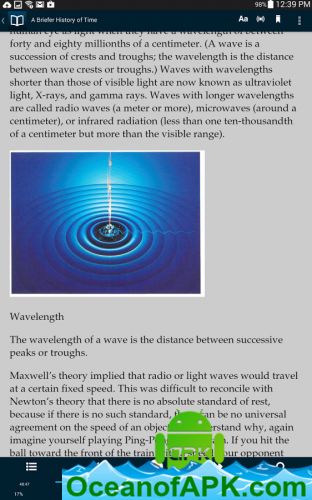 98% 12:39 PM
A Briefer History of Time
Aa
human eye as light when they have a wavelength of between
forty and eighty millionths of a centimeter. (A wave is a
succession of crests and troughs; the wavelength is the distance
between wave crests or troughs.) Waves with wavelengths
shorter than those of visible light are now known as ultraviolet
light, X-rays, and gamma rays. Waves with longer wavelengths
are called radio waves (a meter or more), microwaves (around a
centimeter), or infrared radiation (less than one ten-thousandth
of a centimeter but more than the visible range).
Wavelength
The wavelength of a wave is the distance between successive
peaks or troughs.
Maxwell's theory implied that radio or light waves would travel
at a certain fixed speed. This was difficult to reconcile with
Newton's theory that there is no absolute standard of rest,
because if there is no such standard, can be no universal
agreement on the speed of an object. understand why, again
imagine yourself playing Ping-P If you hit the
ball toward the front of the train your opponent
OceanofAPK.com
17%